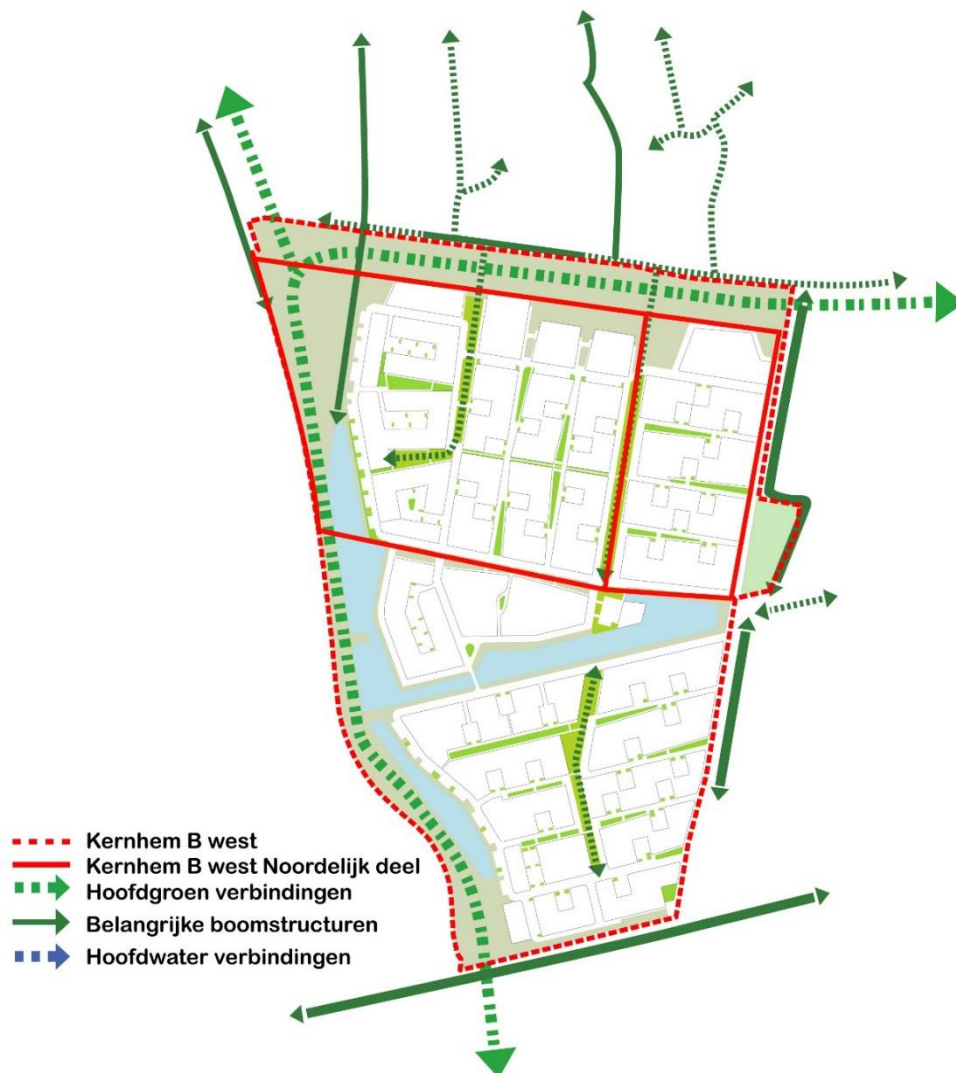 Kernhem B west
Kernhem B west Noordelijk deel
Hoofdgroen verbindingen
Belangrijke boomstructuren
Hoofdwater verbindingen